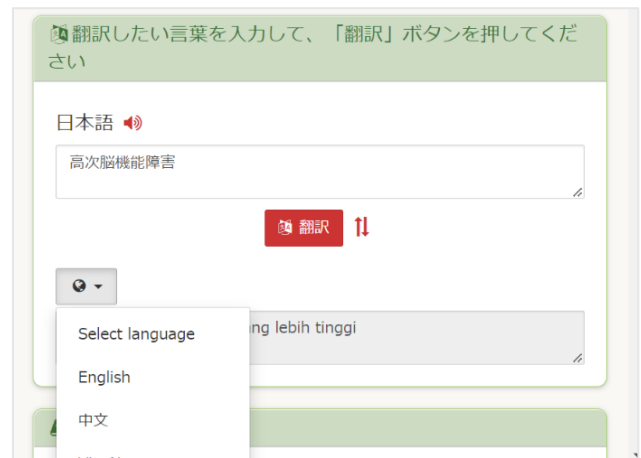 翻訳したい言葉を入力して、「翻訳」ボタンを押してくだ
さい
日本語
高次脳機能障害
翻訳
ng lebih tinggi
Select language
English
中文